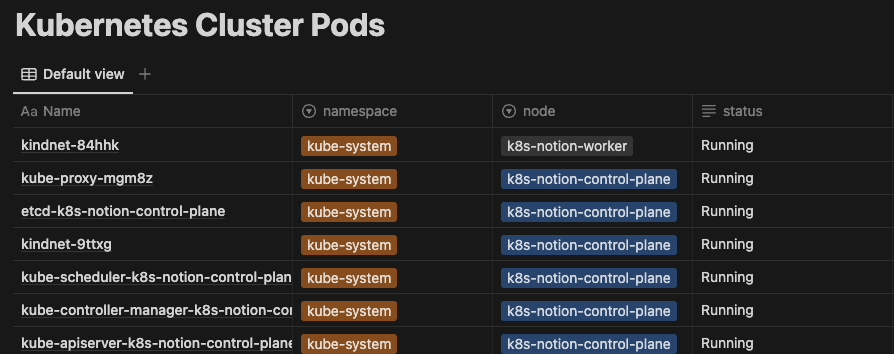 Kubernetes Cluster Pods
Default view +
Aa Name namespace node status
kindnet-84hhk kube-system k8s-notion-worker Running
kube-proxy-mgm8z kube-system k8s-notion-control-plane Running
etcd-k8s-notion-control-plane kube-system k8s-notion-control-plane Running
kindnet-9ttxg kube-system k8s-notion-control-plane Running
kube-scheduler-k8s-notion-control-plan kube-system k8s-notion-control-plane Running
kube-controller-manager-k8s-notion-con kube-system k8s-notion-control-plane Running
kube-apiserver-k8s-notion-control-plane kube-system k8s-notion-control-plane Running